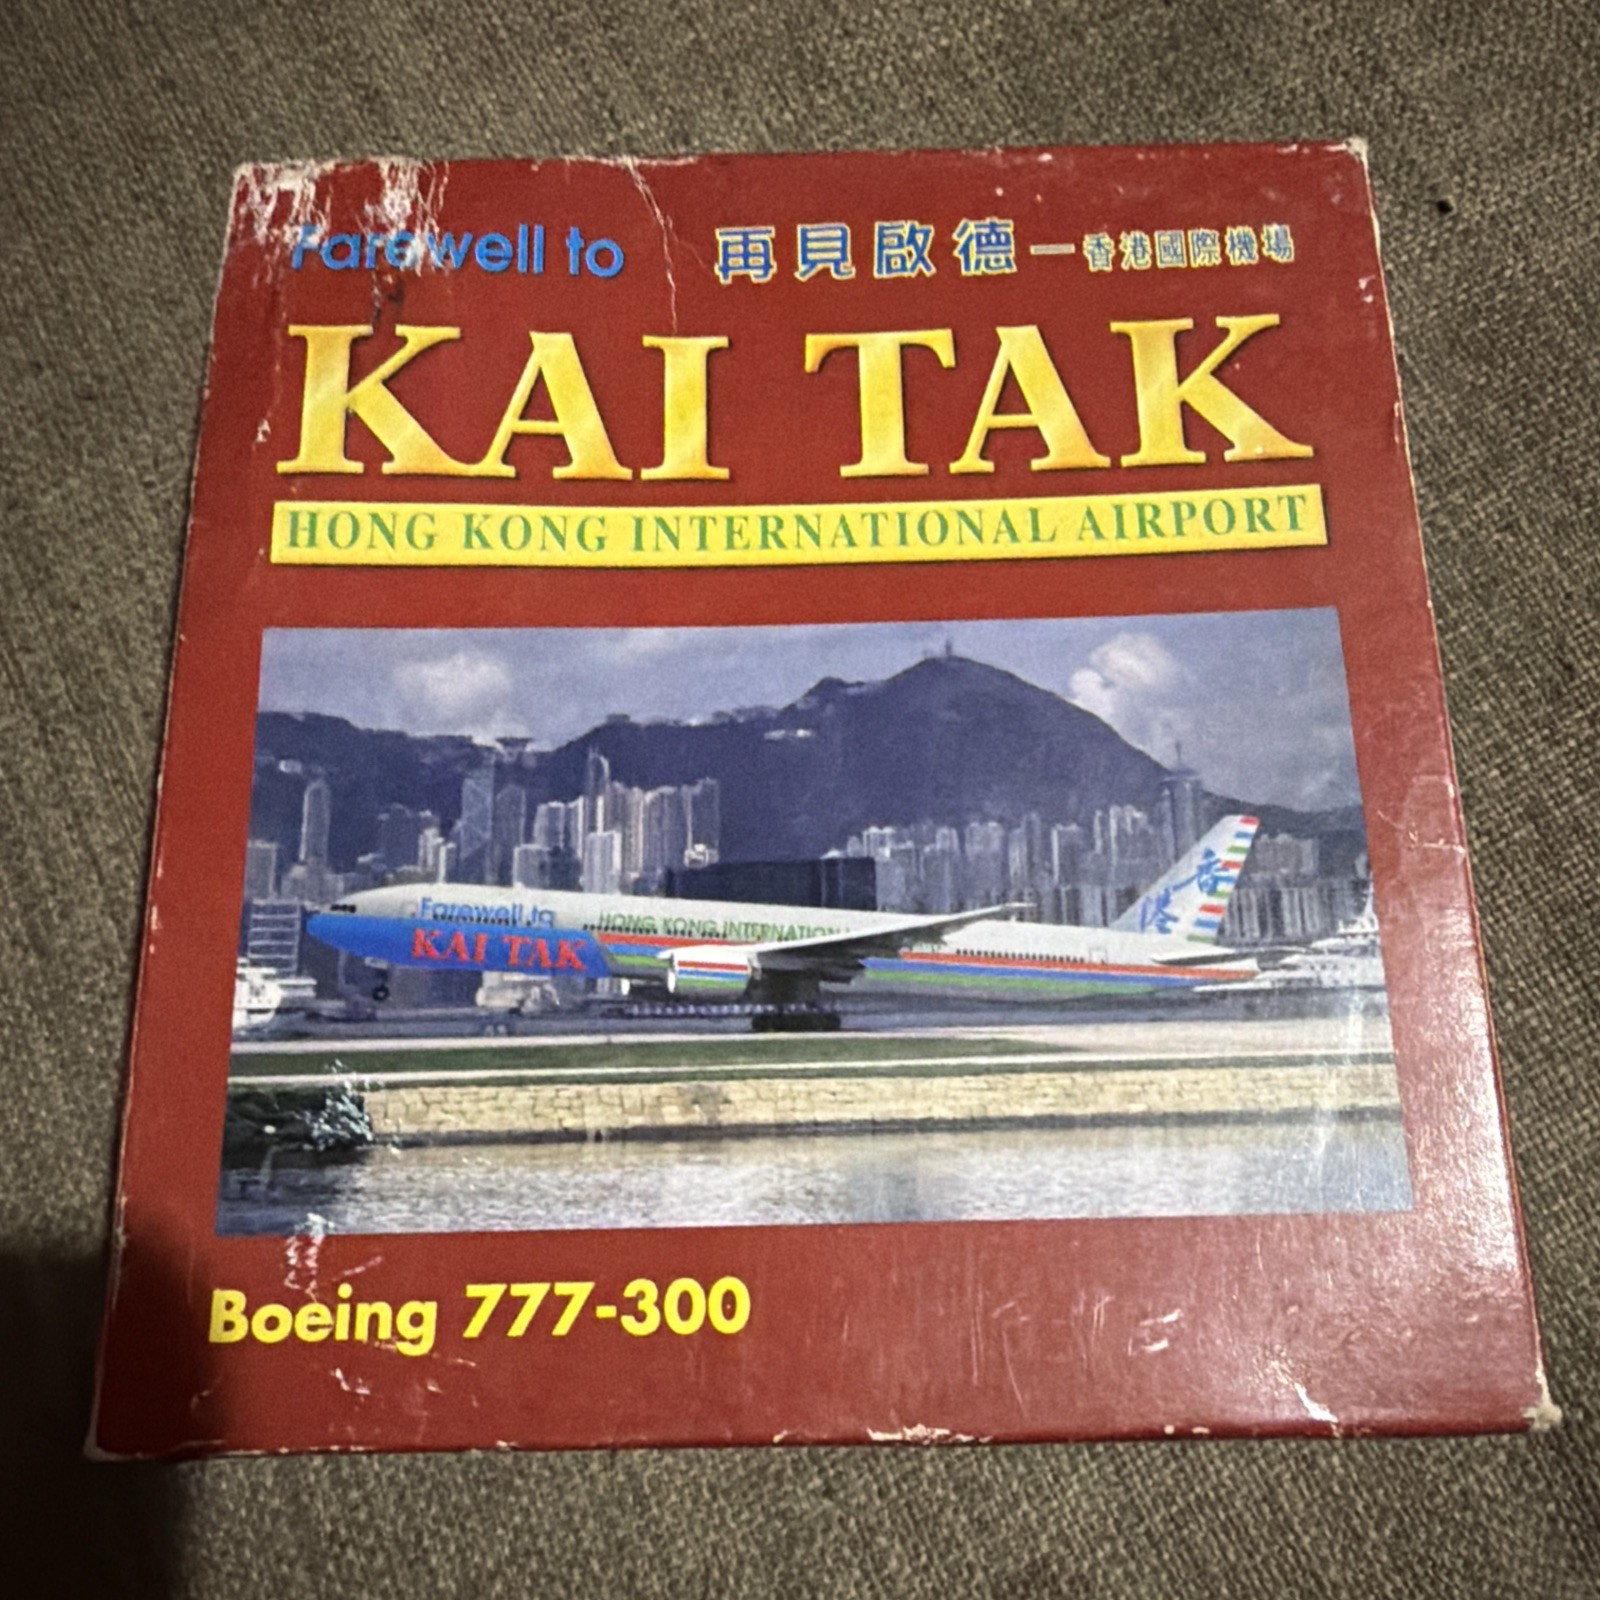 Farewell to
再見啟德—香港國際機場
KAI TAK
HONG KONG INTERNATIONAL AIRPORT
Farewell to
KAI TAK
HONG KONG INTERNATION
香港
Boeing 777-300